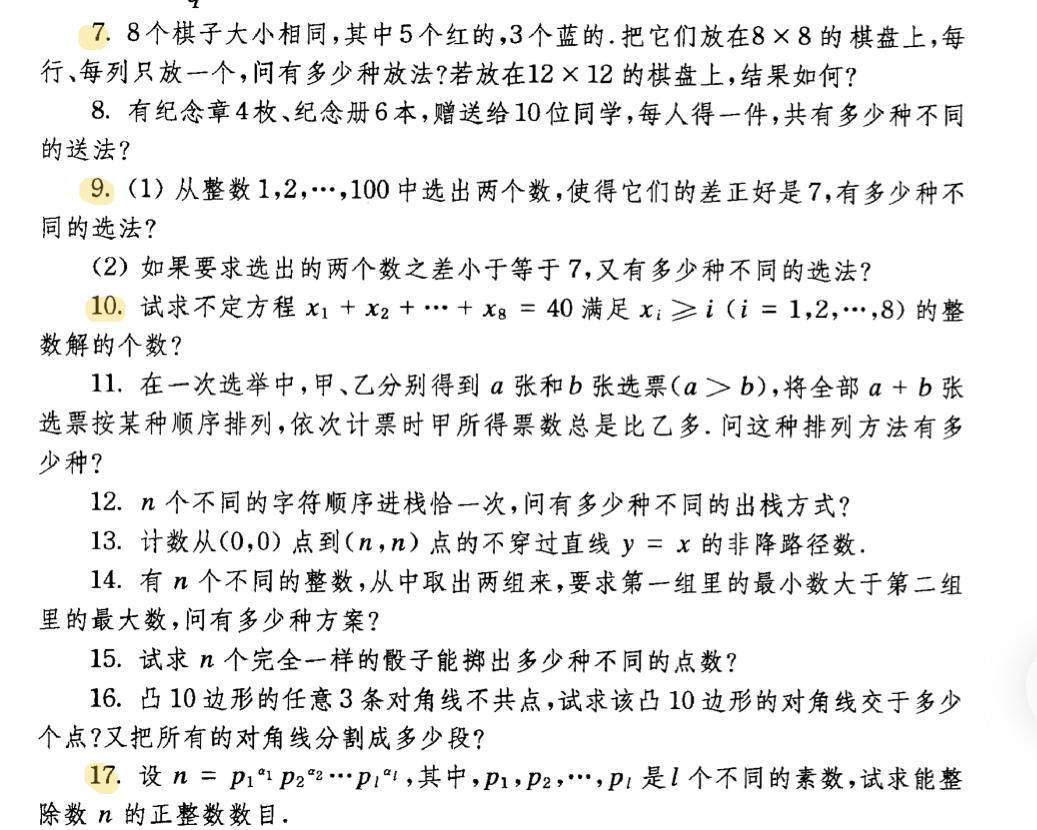 7. 8个棋子大小相同,其中5个红的,3个蓝的.把它们放在8 × 8 的棋盘上,每
行、每列只放一个,问有多少种放法?若放在12 × 12 的棋盘上,结果如何?
8. 有纪念章4枚、纪念册6本,赠送给10位同学,每人得一件,共有多少种不同
的送法?
9. (1) 从整数1,2,⋯,100中选出两个数,使得它们的差正好是7,有多少种不
同的选法?
(2) 如果要求选出的两个数之差小于等于7,又有多少种不同的选法?
10. 试求不定方程 x₁ + x₂ + ⋯ + x₈ = 40 满足 xᵢ ⩾ i (i = 1,2,⋯,8) 的整
数解的个数?
11. 在一次选举中,甲、乙分别得到 a 张和 b 张选票(a > b),将全部 a + b 张
选票按某种顺序排列,依次计票时甲所得票数总是比乙多.问这种排列方法有多
少种?
12. n 个不同的字符顺序进栈恰一次,问有多少种不同的出栈方式?
13. 计数从(0,0) 点到(n,n) 点的不穿过直线 y = x 的非降路径数.
14. 有 n 个不同的整数,从中取出两组来,要求第一组里的最小数大于第二组
里的最大数,问有多少种方案?
15. 试求 n 个完全一样的骰子能掷出多少种不同的点数?
16. 凸10边形的任意3条对角线不共点,试求该凸10边形的对角线交于多少
个点?又把所有的对角线分割成多少段?
17. 设 n = p₁^α₁ p₂^α₂⋯pₗ^αₗ,其中,p₁,p₂,⋯,pₗ 是 l 个不同的素数,试求能整
除数 n 的正整数数目.